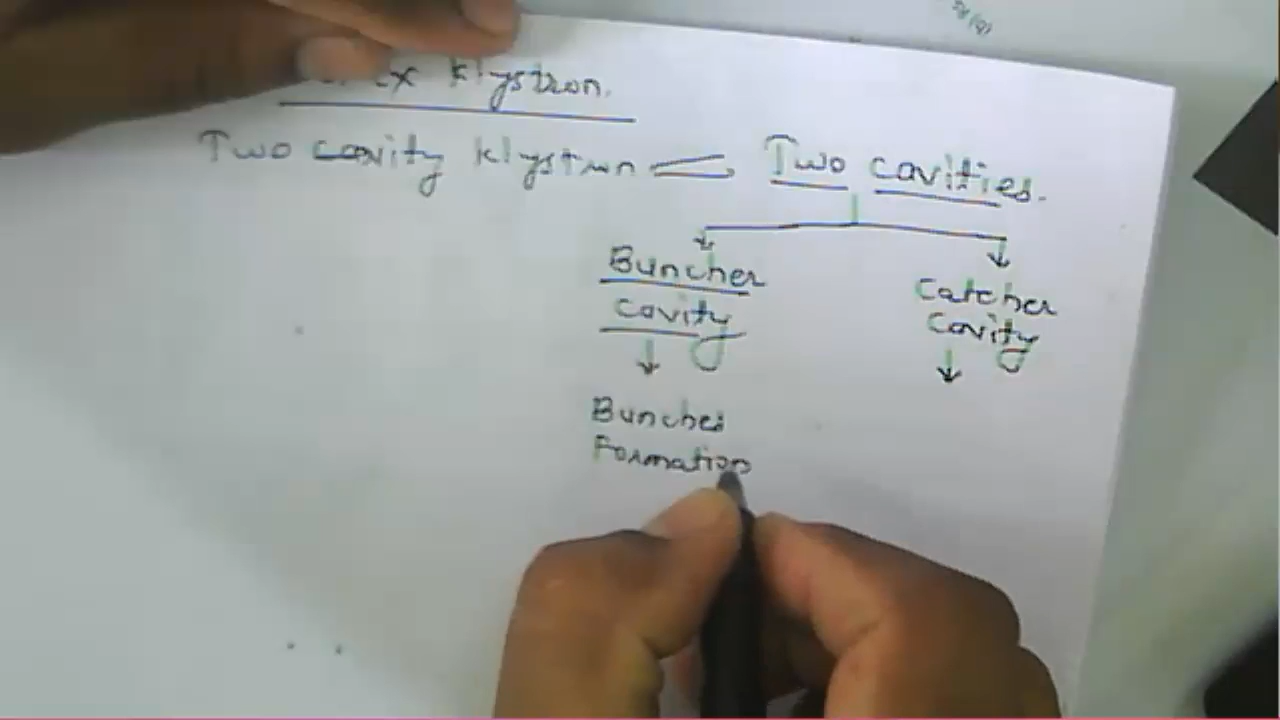 Klystron.
Two cavity Klystron Two cavities.
Buncher
Cavity
Catcher
Cavity
Bunches
Formation